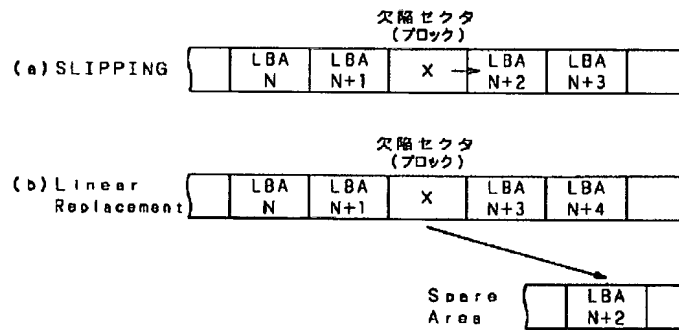 欠陥セクタ
(ブロック)
(a) SLIPPING
LBA N
LBA N+1
X
LBA N+2
LBA N+3
欠陥セクタ
(ブロック)
(b) Linear Replacement
LBA N
LBA N+1
X
LBA N+3
LBA N+4
Spare Area
LBA N+2